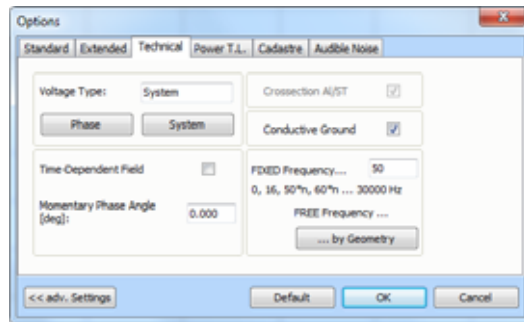 Options
Standard Extended Technical Power T.L. Cadastre Audible Noise
Voltage Type: System
Phase System
Crossection Al/ST
Conductive Ground
Time-Dependent Field
Momentary Phase Angle
[deg]: 0.000
FIXED Frequency.... 50
0, 16, 50*n, 60*n ... 30000 Hz
FREE Frequency ...
... by Geometry
<< adv. Settings Default OK Cancel